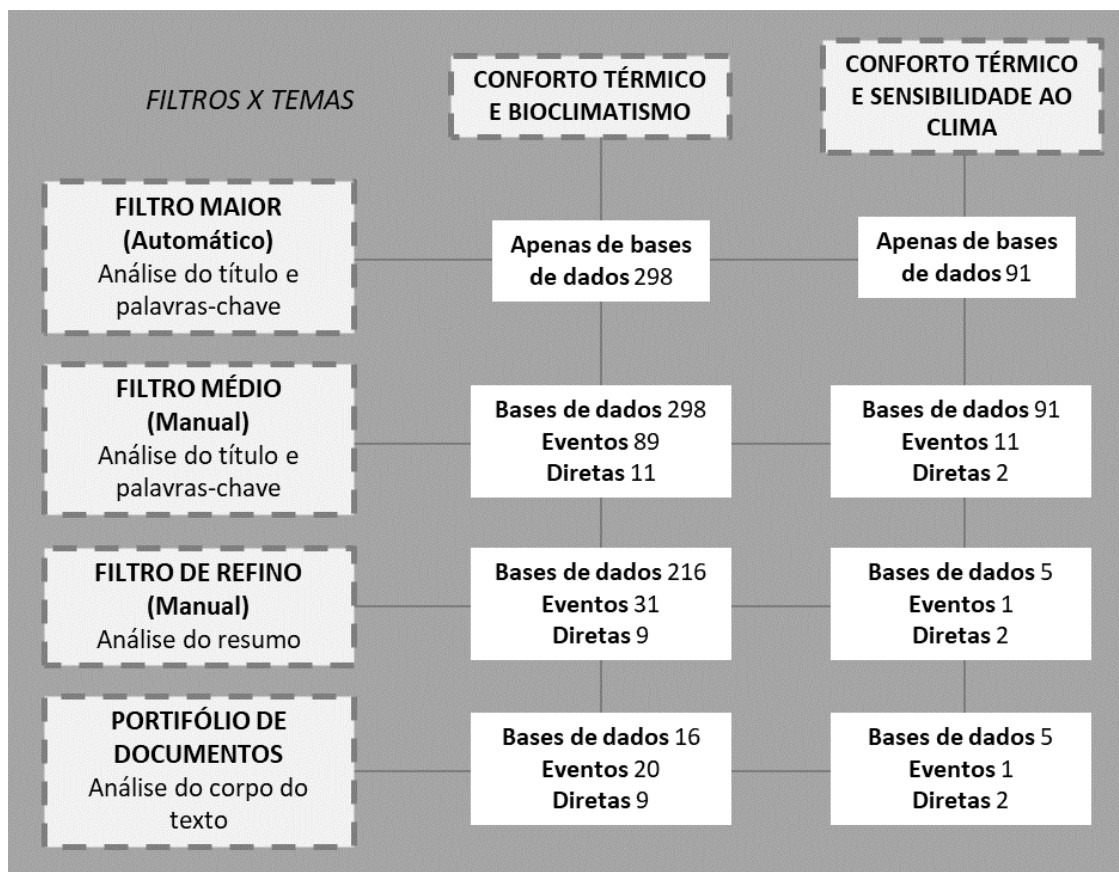 FILTROS X TEMAS
CONFORTO TÉRMICO
E BIOCLIMATISMO
CONFORTO TÉRMICO
E SENSIBILIDADE AO
CLIMA
FILTRO MAIOR
(Automático)
Análise do título e
palavras-chave
Apenas de bases
de dados 298
Apenas de bases
de dados 91
FILTRO MÉDIO
(Manual)
Análise do título e
palavras-chave
Bases de dados 298
Eventos 89
Diretas 11
Bases de dados 91
Eventos 11
Diretas 2
FILTRO DE REFINO
(Manual)
Análise do resumo
Bases de dados 216
Eventos 31
Diretas 9
Bases de dados 5
Eventos 1
Diretas 2
PORTIFÓLIO DE
DOCUMENTOS
Análise do corpo do
texto
Bases de dados 16
Eventos 20
Diretas 9
Bases de dados 5
Eventos 1
Diretas 2